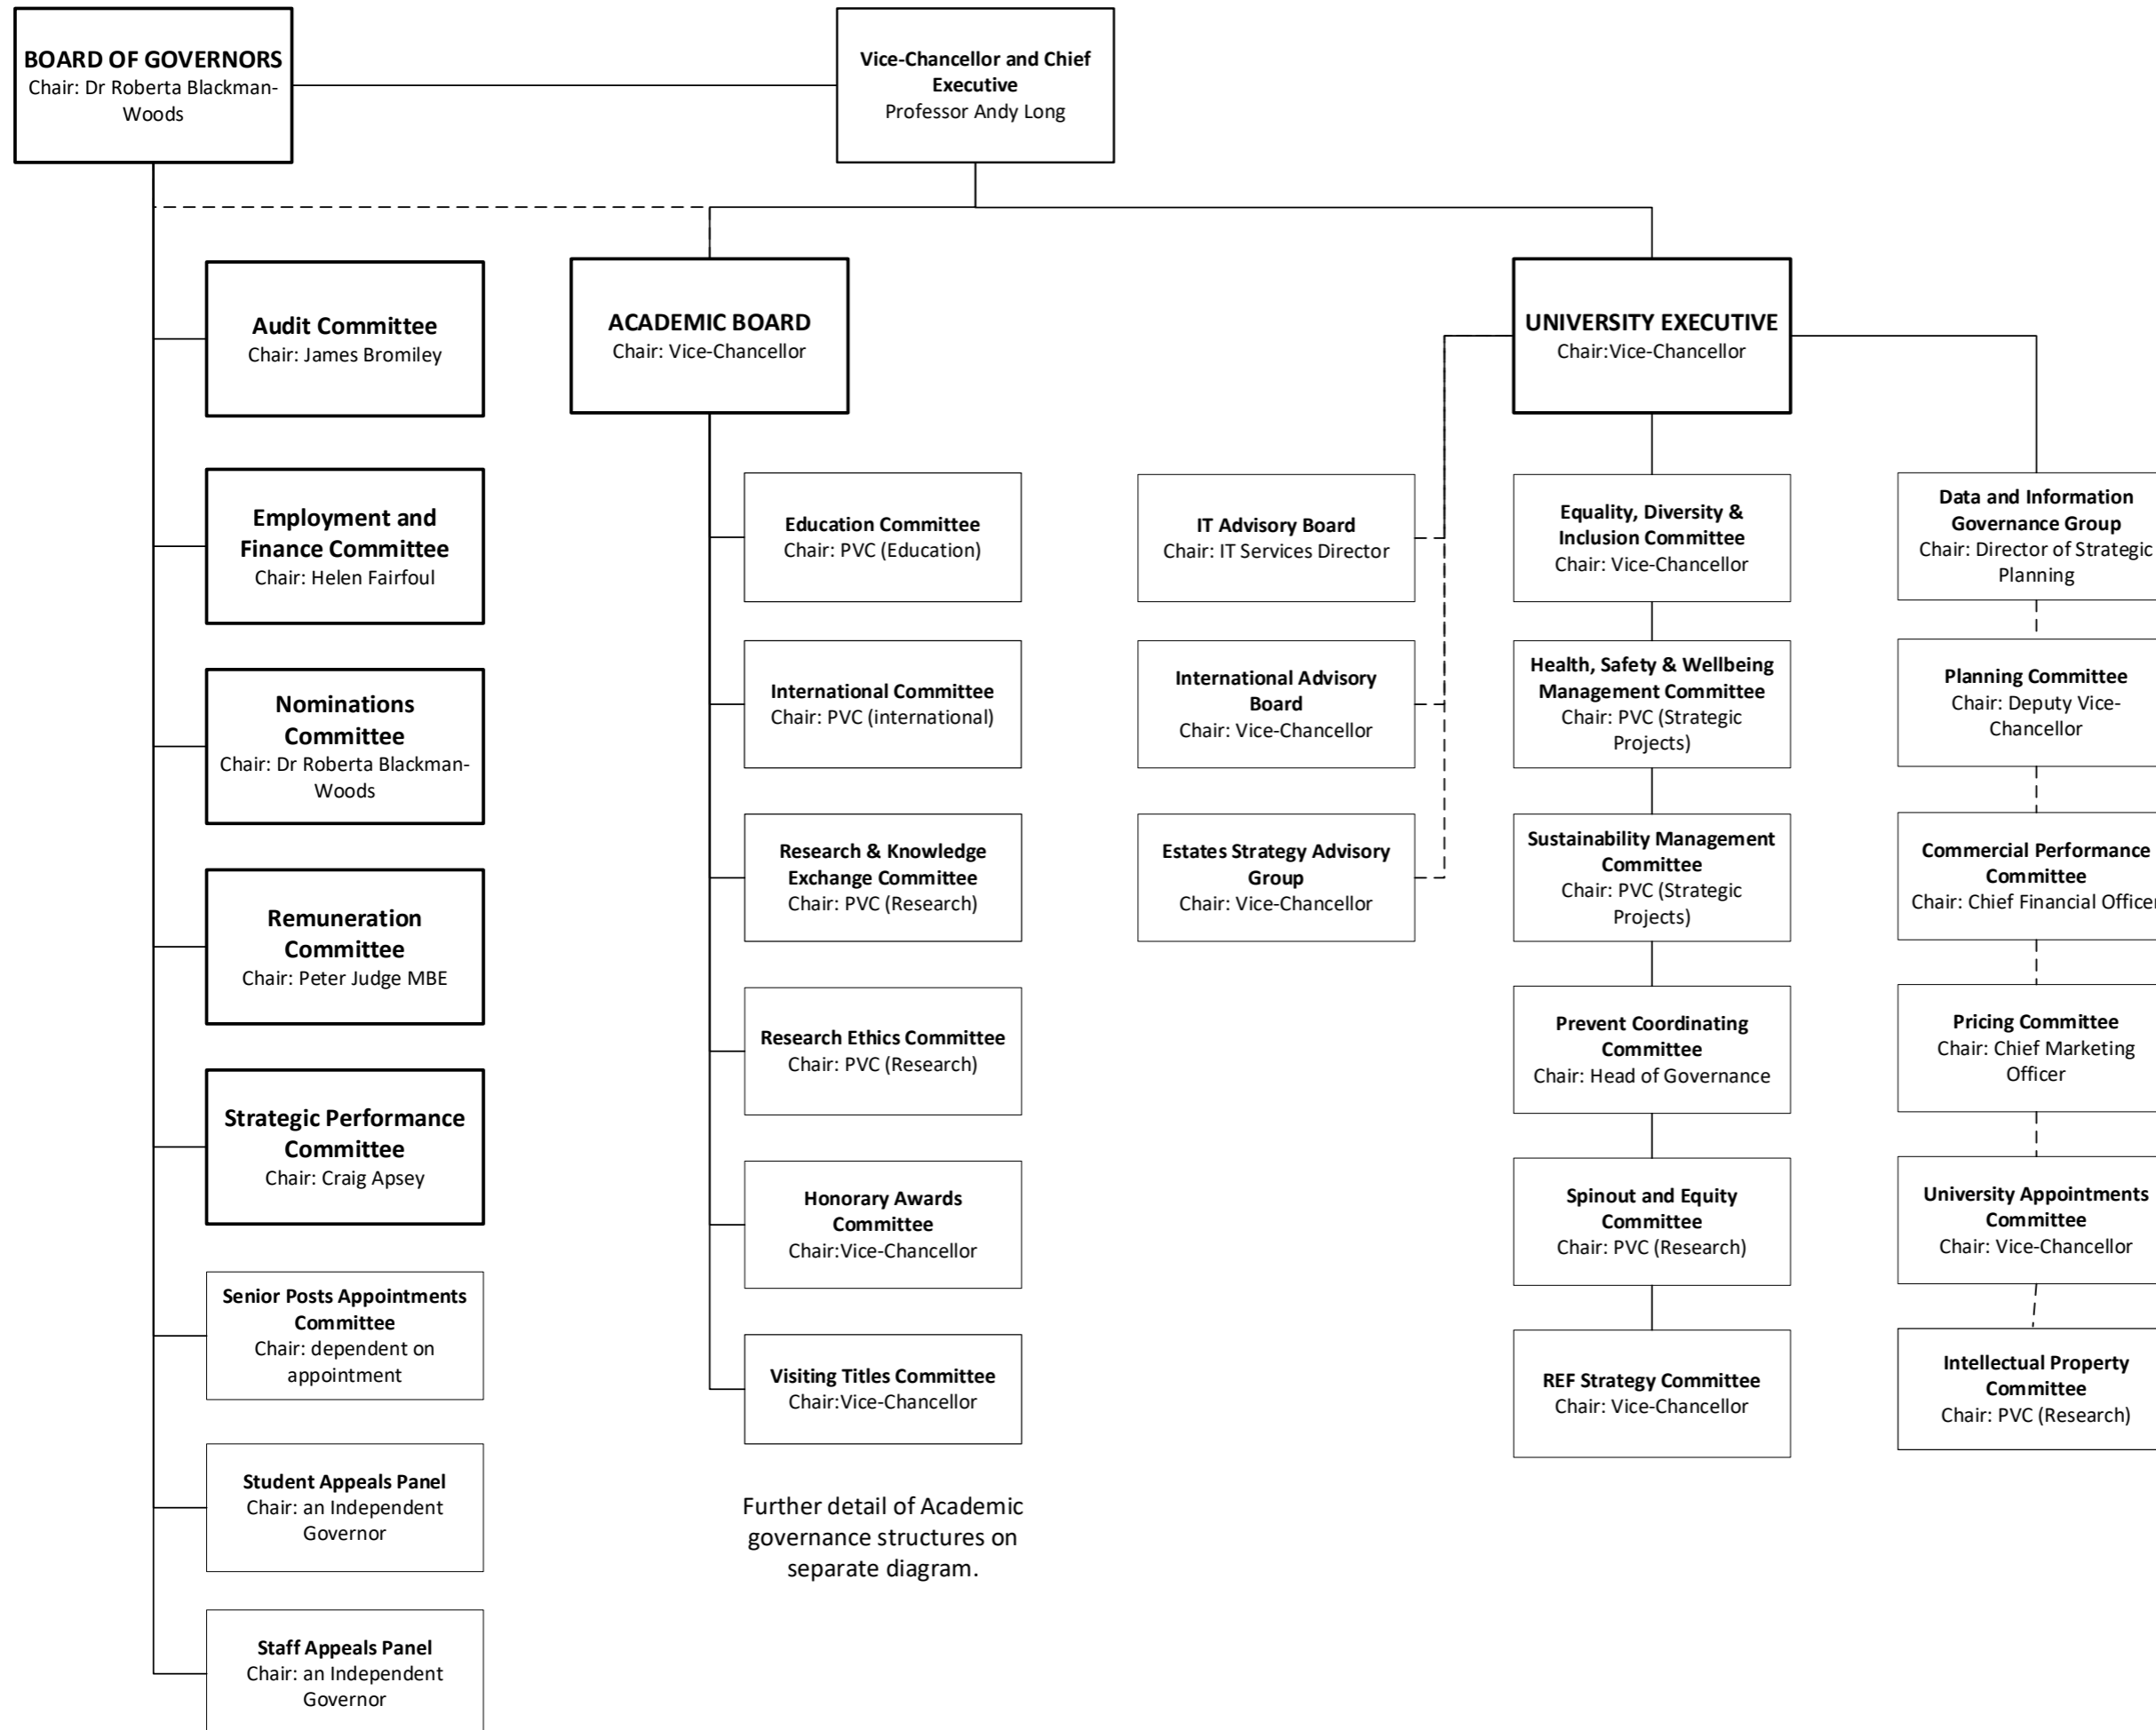 BOARD OF GOVERNORS
Chair: Dr Roberta Blackman-
Woods
Vice-Chancellor and Chief
Executive
Professor Andy Long
Audit Committee
Chair: James Bromiley
Employment and
Finance Committee
Chair: Helen Fairfoul
Nominations
Committee
Chair: Dr Roberta Blackman-
Woods
Remuneration
Committee
Chair: Peter Judge MBE
Strategic Performance
Committee
Chair: Craig Apsey
Senior Posts Appointments
Committee
Chair: dependent on
appointment
Student Appeals Panel
Chair: an Independent
Governor
Staff Appeals Panel
Chair: an Independent
Governor
ACADEMIC BOARD
Chair: Vice-Chancellor
Education Committee
Chair: PVC (Education)
International Committee
Chair: PVC (international)
Research & Knowledge
Exchange Committee
Chair: PVC (Research)
Research Ethics Committee
Chair: PVC (Research)
Honorary Awards
Committee
Chair:Vice-Chancellor
Visiting Titles Committee
Chair:Vice-Chancellor
Further detail of Academic
governance structures on
separate diagram.
UNIVERSITY EXECUTIVE
Chair:Vice-Chancellor
IT Advisory Board
Chair: IT Services Director
International Advisory
Board
Chair: Vice-Chancellor
Estates Strategy Advisory
Group
Chair: Vice-Chancellor
Equality, Diversity &
Inclusion Committee
Chair: Vice-Chancellor
Health, Safety & Wellbeing
Management Committee
Chair: PVC (Strategic
Projects)
Sustainability Management
Committee
Chair: PVC (Strategic
Projects)
Prevent Coordinating
Committee
Chair: Head of Governance
Spinout and Equity
Committee
Chair: PVC (Research)
REF Strategy Committee
Chair: Vice-Chancellor
Data and Information
Governance Group
Chair: Director of Strategic
Planning
Planning Committee
Chair: Deputy Vice-
Chancellor
Commercial Performance
Committee
Chair: Chief Financial Officer
Pricing Committee
Chair: Chief Marketing
Officer
University Appointments
Committee
Chair: Vice-Chancellor
Intellectual Property
Committee
Chair: PVC (Research)